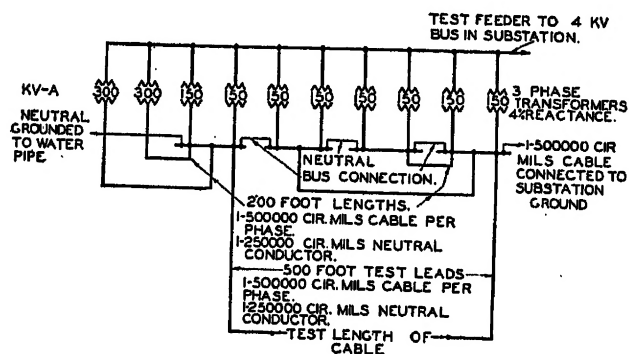 TEST FEEDER TO 4 KV
BUS IN SUBSTATION.
KV-A
300
300
150
150
150
150
150
150
150
150
3 PHASE
TRANSFORMERS
4% REACTANCE.
NEUTRAL
GROUNDED
TO WATER
PIPE
NEUTRAL
BUS CONNECTION.
1-500000 CIR
MILS CABLE
CONNECTED TO
SUBSTATION
GROUND
200 FOOT LENGTHS.
1-500000 CIR. MILS CABLE PER
PHASE.
1-250000 CIR. MILS NEUTRAL
CONDUCTOR.
500 FOOT TEST LEADS
1-500000 CIR. MILS CABLE PER
PHASE.
1-250000 CIR. MILS NEUTRAL
CONDUCTOR.
TEST LENGTH OF
CABLE